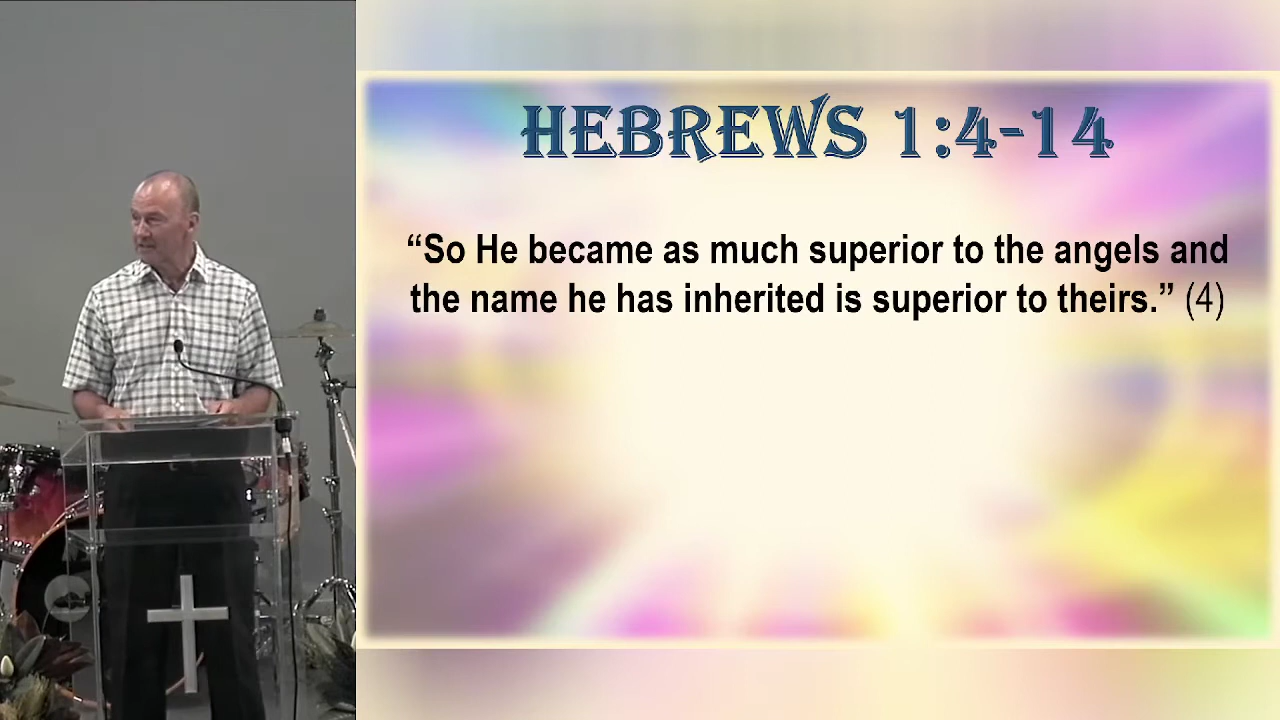 HEBREWS 1:4-14
“So He became as much superior to the angels and
the name he has inherited is superior to theirs.” (4)